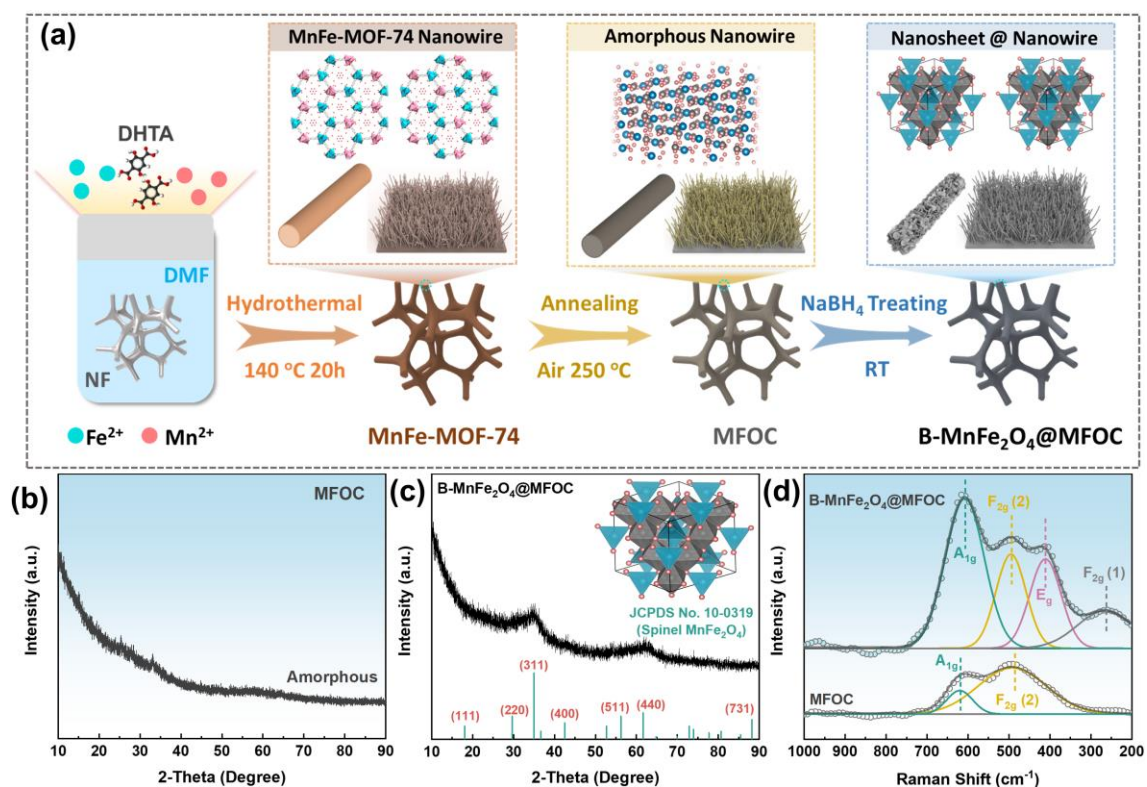 (a)
MnFe-MOF-74 Nanowire
Amorphous Nanowire
Nanosheet @ Nanowire
DHTA
DMF
NF
Hydrothermal
140 °C 20h
Annealing
Air 250 °C
NaBH₄ Treating
RT
Fe²⁺
Mn²⁺
MnFe-MOF-74
MFOC
B-MnFe₂O₄@MFOC
(b)
MFOC
Amorphous
Intensity (a.u.)
10 20 30 40 50 60 70 80 90
2-Theta (Degree)
(c)
B-MnFe₂O₄@MFOC
JCPDS No. 10-0319
(Spinel MnFe₂O₄)
(111)
(220)
(311)
(400)
(511)
(440)
(731)
Intensity (a.u.)
10 20 30 40 50 60 70 80 90
2-Theta (Degree)
(d)
B-MnFe₂O₄@MFOC
A₁g
F₂g (2)
Eg
F₂g (1)
A₁g
F₂g (2)
MFOC
Intensity (a.u.)
1000 900 800 700 600 500 400 300 200
Raman Shift (cm⁻¹)